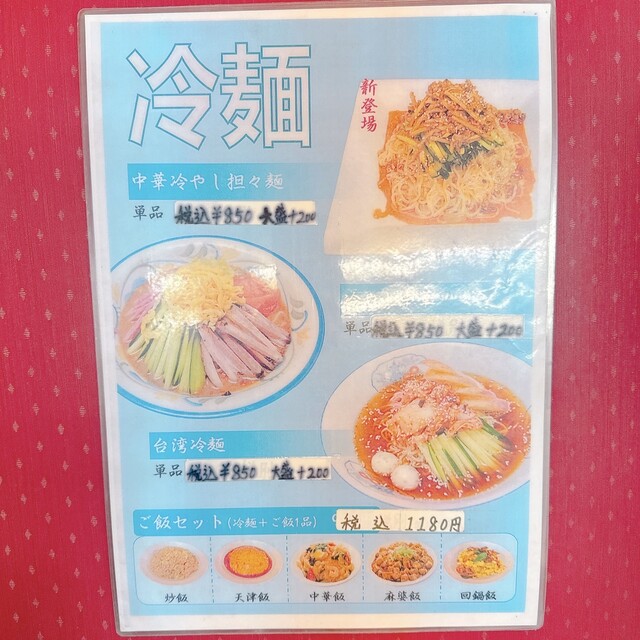 冷麺
新登場
中華冷やし担々麺
単品 税込¥850 大盛+200
単品 税込¥850 大盛+200
台湾冷麺
単品 税込¥850 大盛+200
ご飯セット(冷麺+ご飯1品) 税込 1180円
炒飯 天津飯 中華飯 麻婆飯 回鍋飯